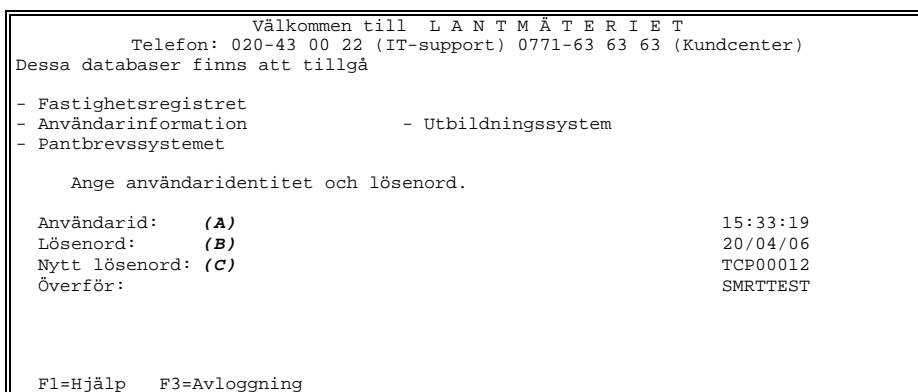 Välkommen till L A N T M Ä T E R I E T
Telefon: 020-43 00 22 (IT-support) 0771-63 63 63 (Kundcenter)
Dessa databaser finns att tillgå
- Fastighetsregistret
- Användarinformation - Utbildningssystem
- Pantbrevssystemet
Ange användaridentitet och lösenord.
Användarid: (A) 15:33:19
Lösenord: (B) 20/04/06
Nytt lösenord: (C) TCP00012
Överför: SMRTTEST
F1=Hjälp F3=Avloggning